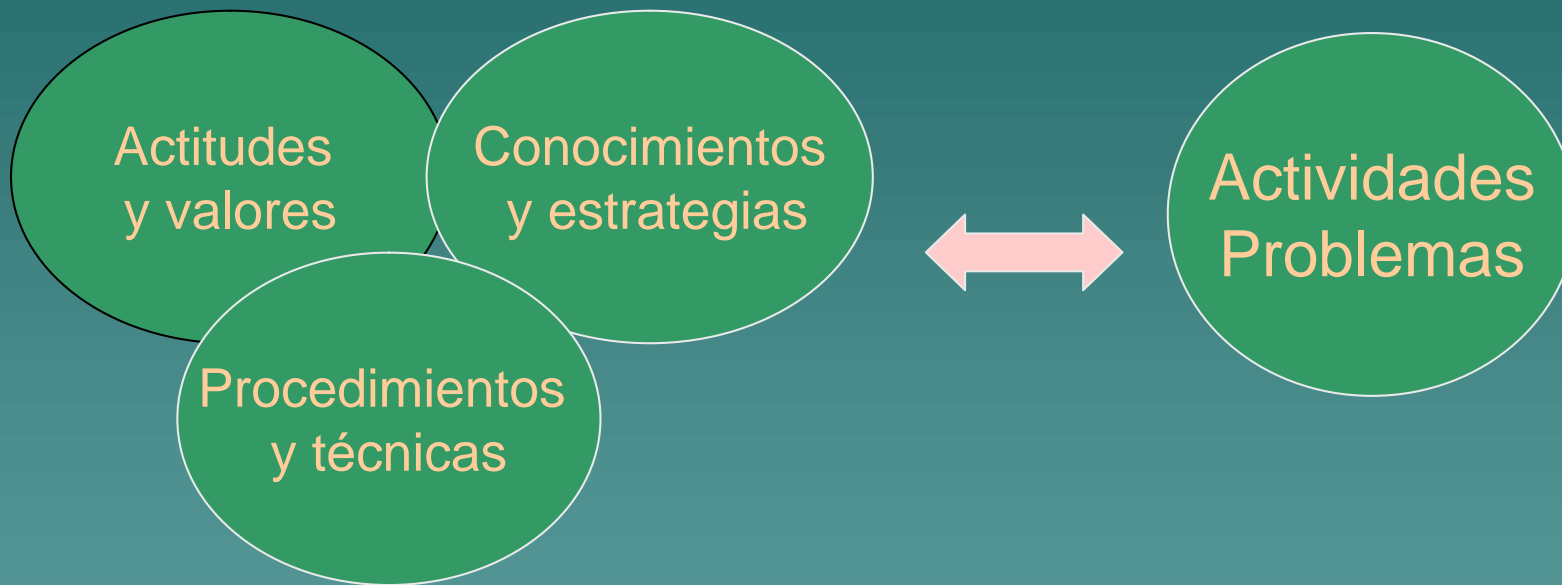 Actitudes
y valores
Conocimientos
y estrategias
Procedimientos
y técnicas
Actividades
Problemas